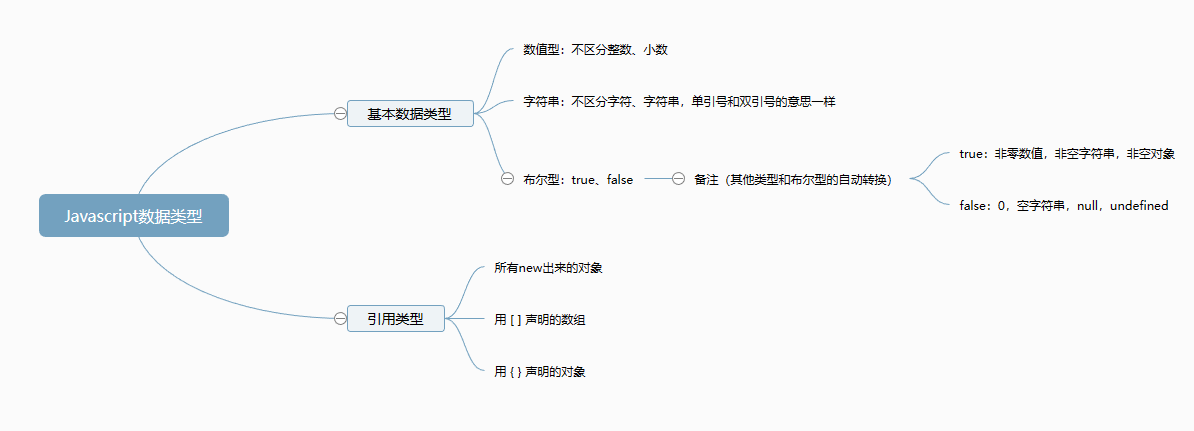 Javascript数据类型
基本数据类型
数值型：不区分整数、小数
字符串：不区分字符、字符串，单引号和双引号的意思一样
布尔型：true、false
备注（其他类型和布尔型的自动转换）
true：非零数值，非空字符串，非空对象
false：0，空字符串，null，undefined
引用类型
所有new出来的对象
用 [ ] 声明的数组
用 { } 声明的对象